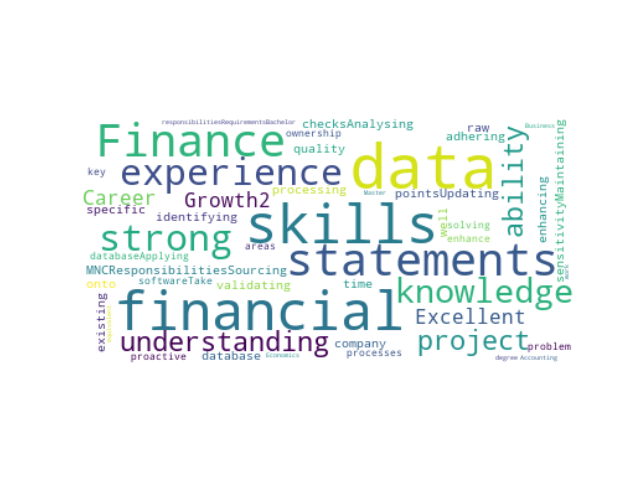 responsibilitiesRequirementsBachelor
checksAnalysing
raw
Business
Finance
ownership
adhering
quality
key
experience
data
ability
sensitivityMaintaining
Career
Growth2
processing
Master
pointsUpdating
specific
identifying
skills
well
solving
enhancing
strong
areas
enhance
databaseApplying
statements
MNCResponsibilitiesSourcing
softwareTake
onto
validating
time
knowledge
existing
financial
Excellent
understanding
company
project
problem
proactive
database
Economics
processes
degree
Accounting